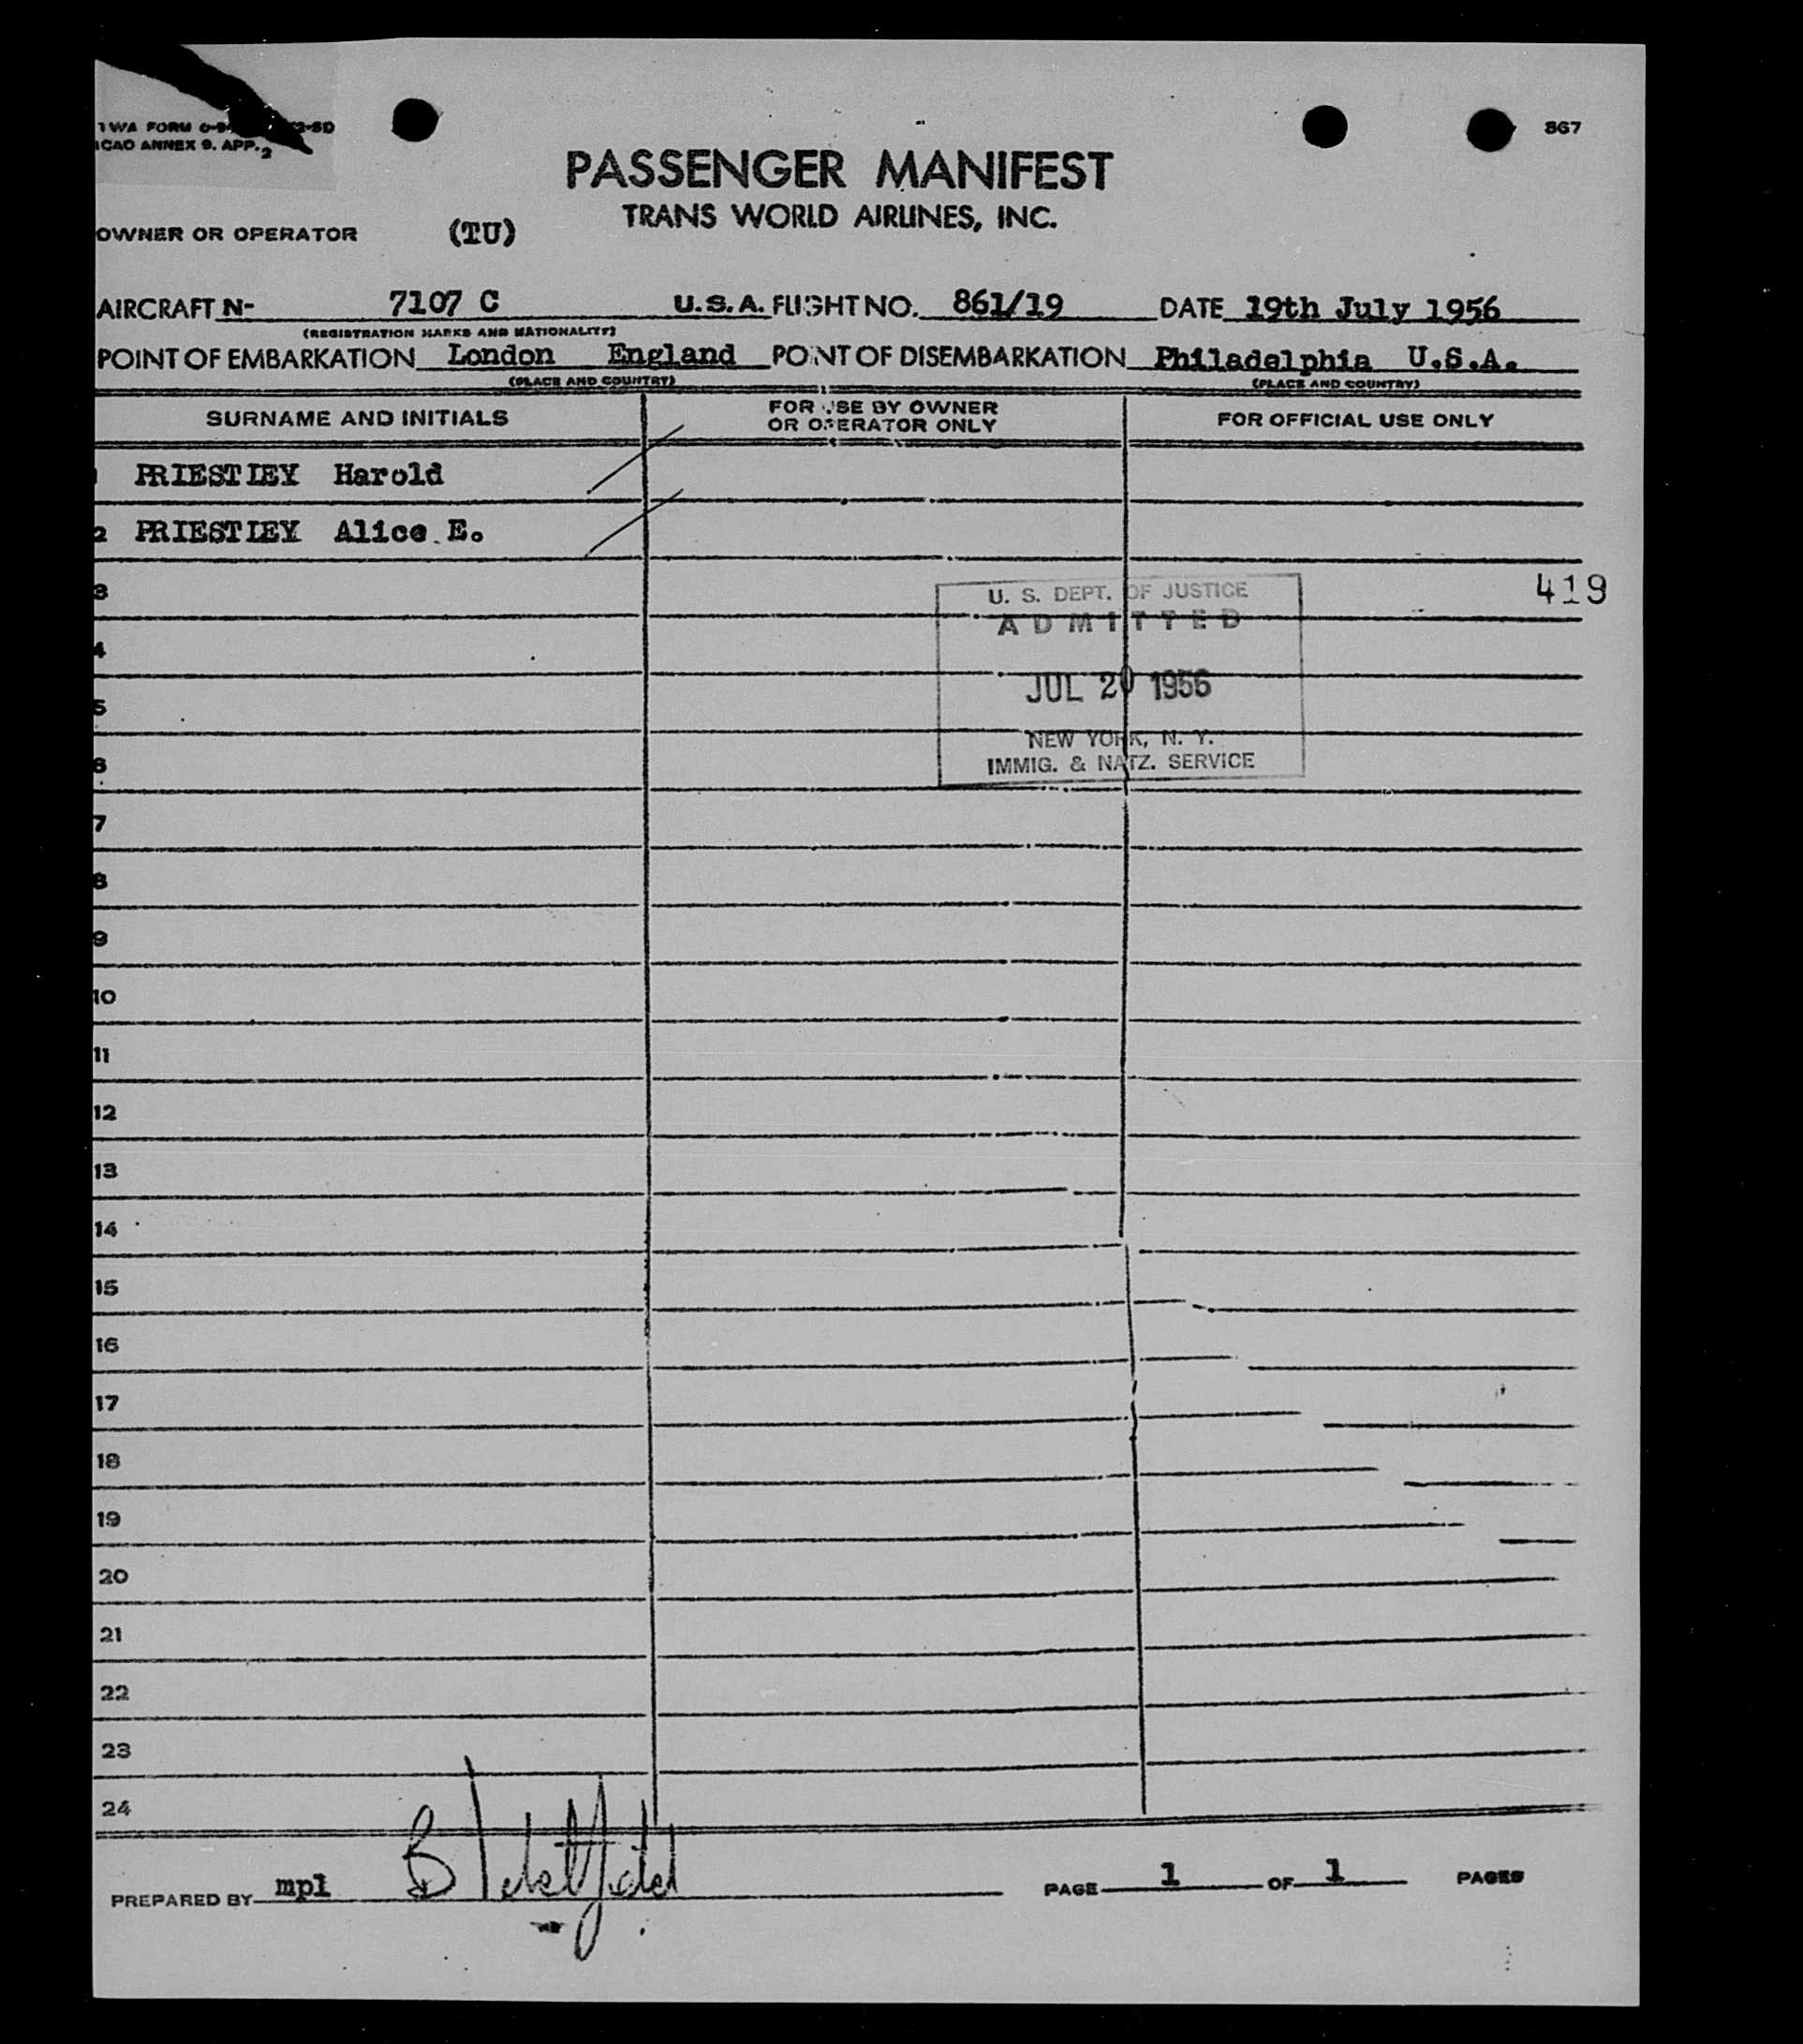 TWA FORM
ICAO ANNEX 9. APP. 2
867
PASSENGER MANIFEST
TRANS WORLD AIRLINES, INC.
OWNER OR OPERATOR (TU)
AIRCRAFT N- 7107 C U.S.A. FLIGHT NO. 861/19 DATE 19th July 1956
(REGISTRATION MARKS AND NATIONALITY)
POINT OF EMBARKATION London England POINT OF DISEMBARKATION Philadelphia U.S.A.
(PLACE AND COUNTRY) (PLACE AND COUNTRY)
SURNAME AND INITIALS
FOR USE BY OWNER
OR OPERATOR ONLY
FOR OFFICIAL USE ONLY
1 PRIESTLEY Harold
2 PRIESTLEY Alice E.
3
419
U. S. DEPT. OF JUSTICE
ADMITTED
4
JUL 20 1956
5
NEW YORK, N. Y.
6
IMMIG. & NATZ. SERVICE
7
8
9
10
11
12
13
14
15
16
17
18
19
20
21
22
23
24
PREPARED BY mpl
PAGE 1 OF 1 PAGES